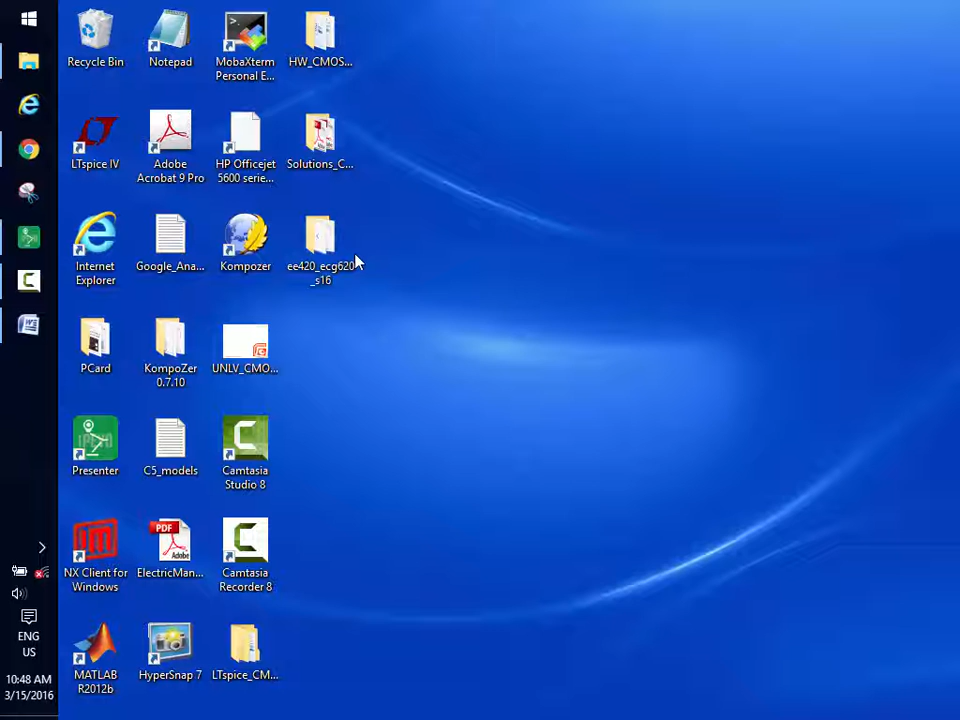 Recycle Bin
Notepad
MobaXterm
Personal E...
HW_CMOS...
LTspice IV
Adobe
Acrobat 9 Pro
HP Officejet
5600 serie...
Solutions_C...
Internet
Explorer
Google_Ana...
Kompozer
ee420_ecg620
_s16
PCard
KompoZer
0.7.10
UNLV_CMO...
Presenter
C5_models
Camtasia
Studio 8
NX Client for
Windows
PDF
Adobe
ElectricMan...
Camtasia
Recorder 8
MATLAB
R2012b
HyperSnap 7
LTspice_CM...
ENG
US
10:48 AM
3/15/2016